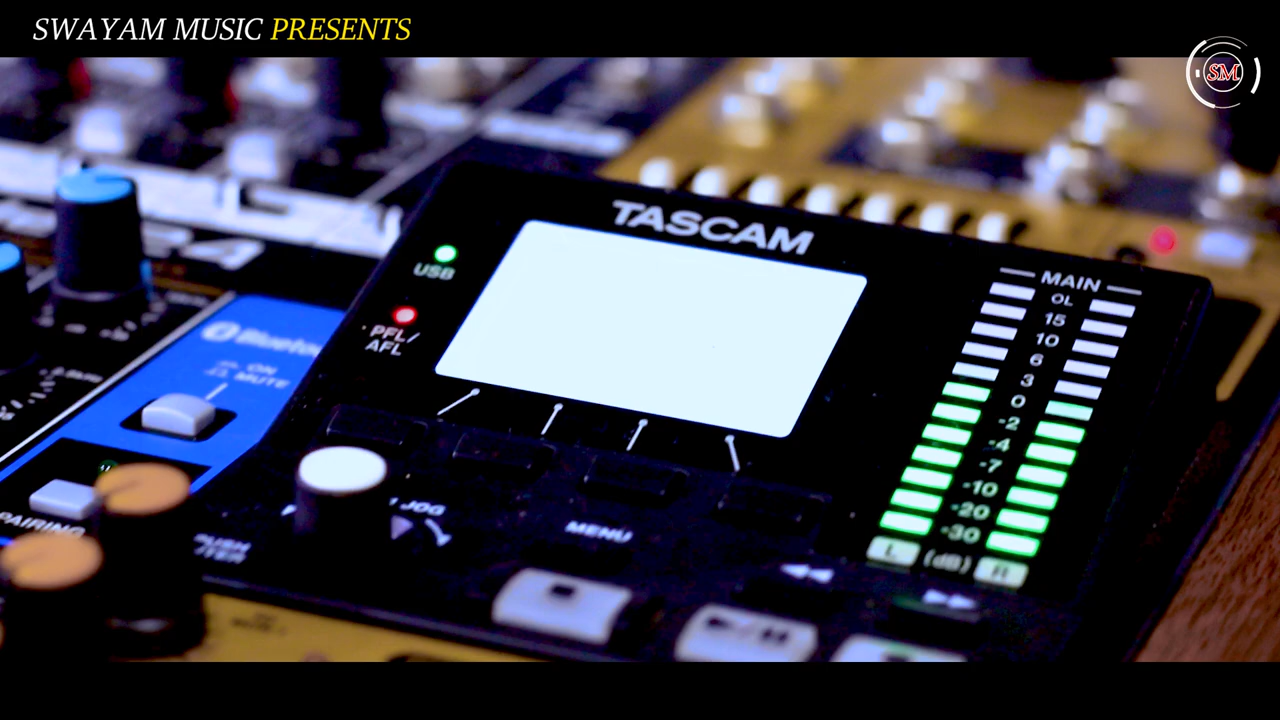 SWAYAM MUSIC PRESENTS
SM
TASCAM
USB
PFL/
AFL
MAIN
OL
15
10
6
3
0
-2
-4
-7
-10
-20
-30
L (dB) R
ON
MUTE
PAIRING
JOG
MENU